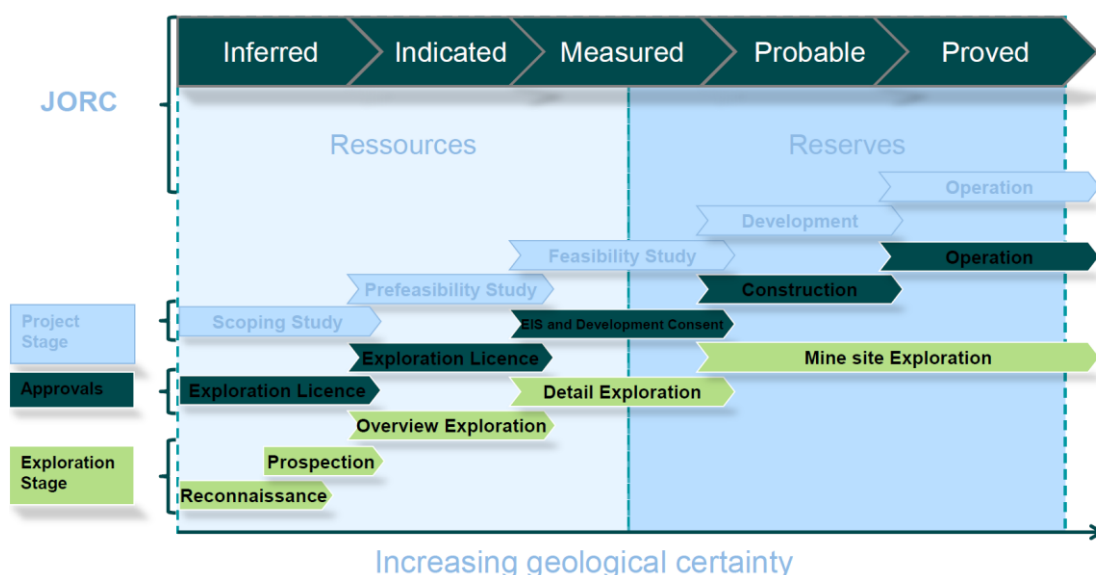 Inferred
Indicated
Measured
Probable
Proved
JORC
Ressources
Reserves
Operation
Development
Feasibility Study
Operation
Prefeasibility Study
Construction
Project
Stage
Scoping Study
EIS and Development Consent
Exploration Licence
Mine site Exploration
Approvals
Exploration Licence
Detail Exploration
Overview Exploration
Exploration
Stage
Prospection
Reconnaissance
Increasing geological certainty